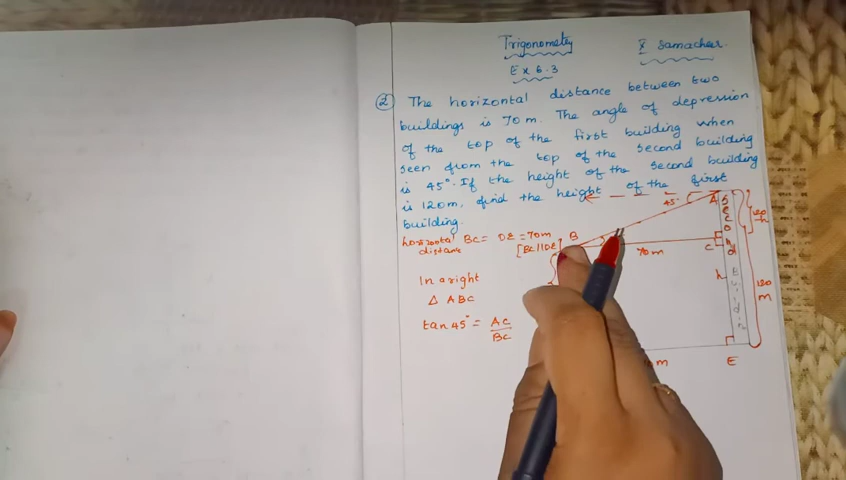 Trigonometry
X Samacheer.
Ex 6.3
② The horizontal distance between two
buildings is 70m. The angle of depression
of the top of the first building when
seen from the top of the second building
is 45°. If the height of the second building
is 120m, find the height of the first
building.
45°
A
120-h
horizontal BC = DE = 70m
distance [BC||DE]
B
70m
C
h
120
m
In a right
Δ ABC
tan 45° = AC
BC
m
E